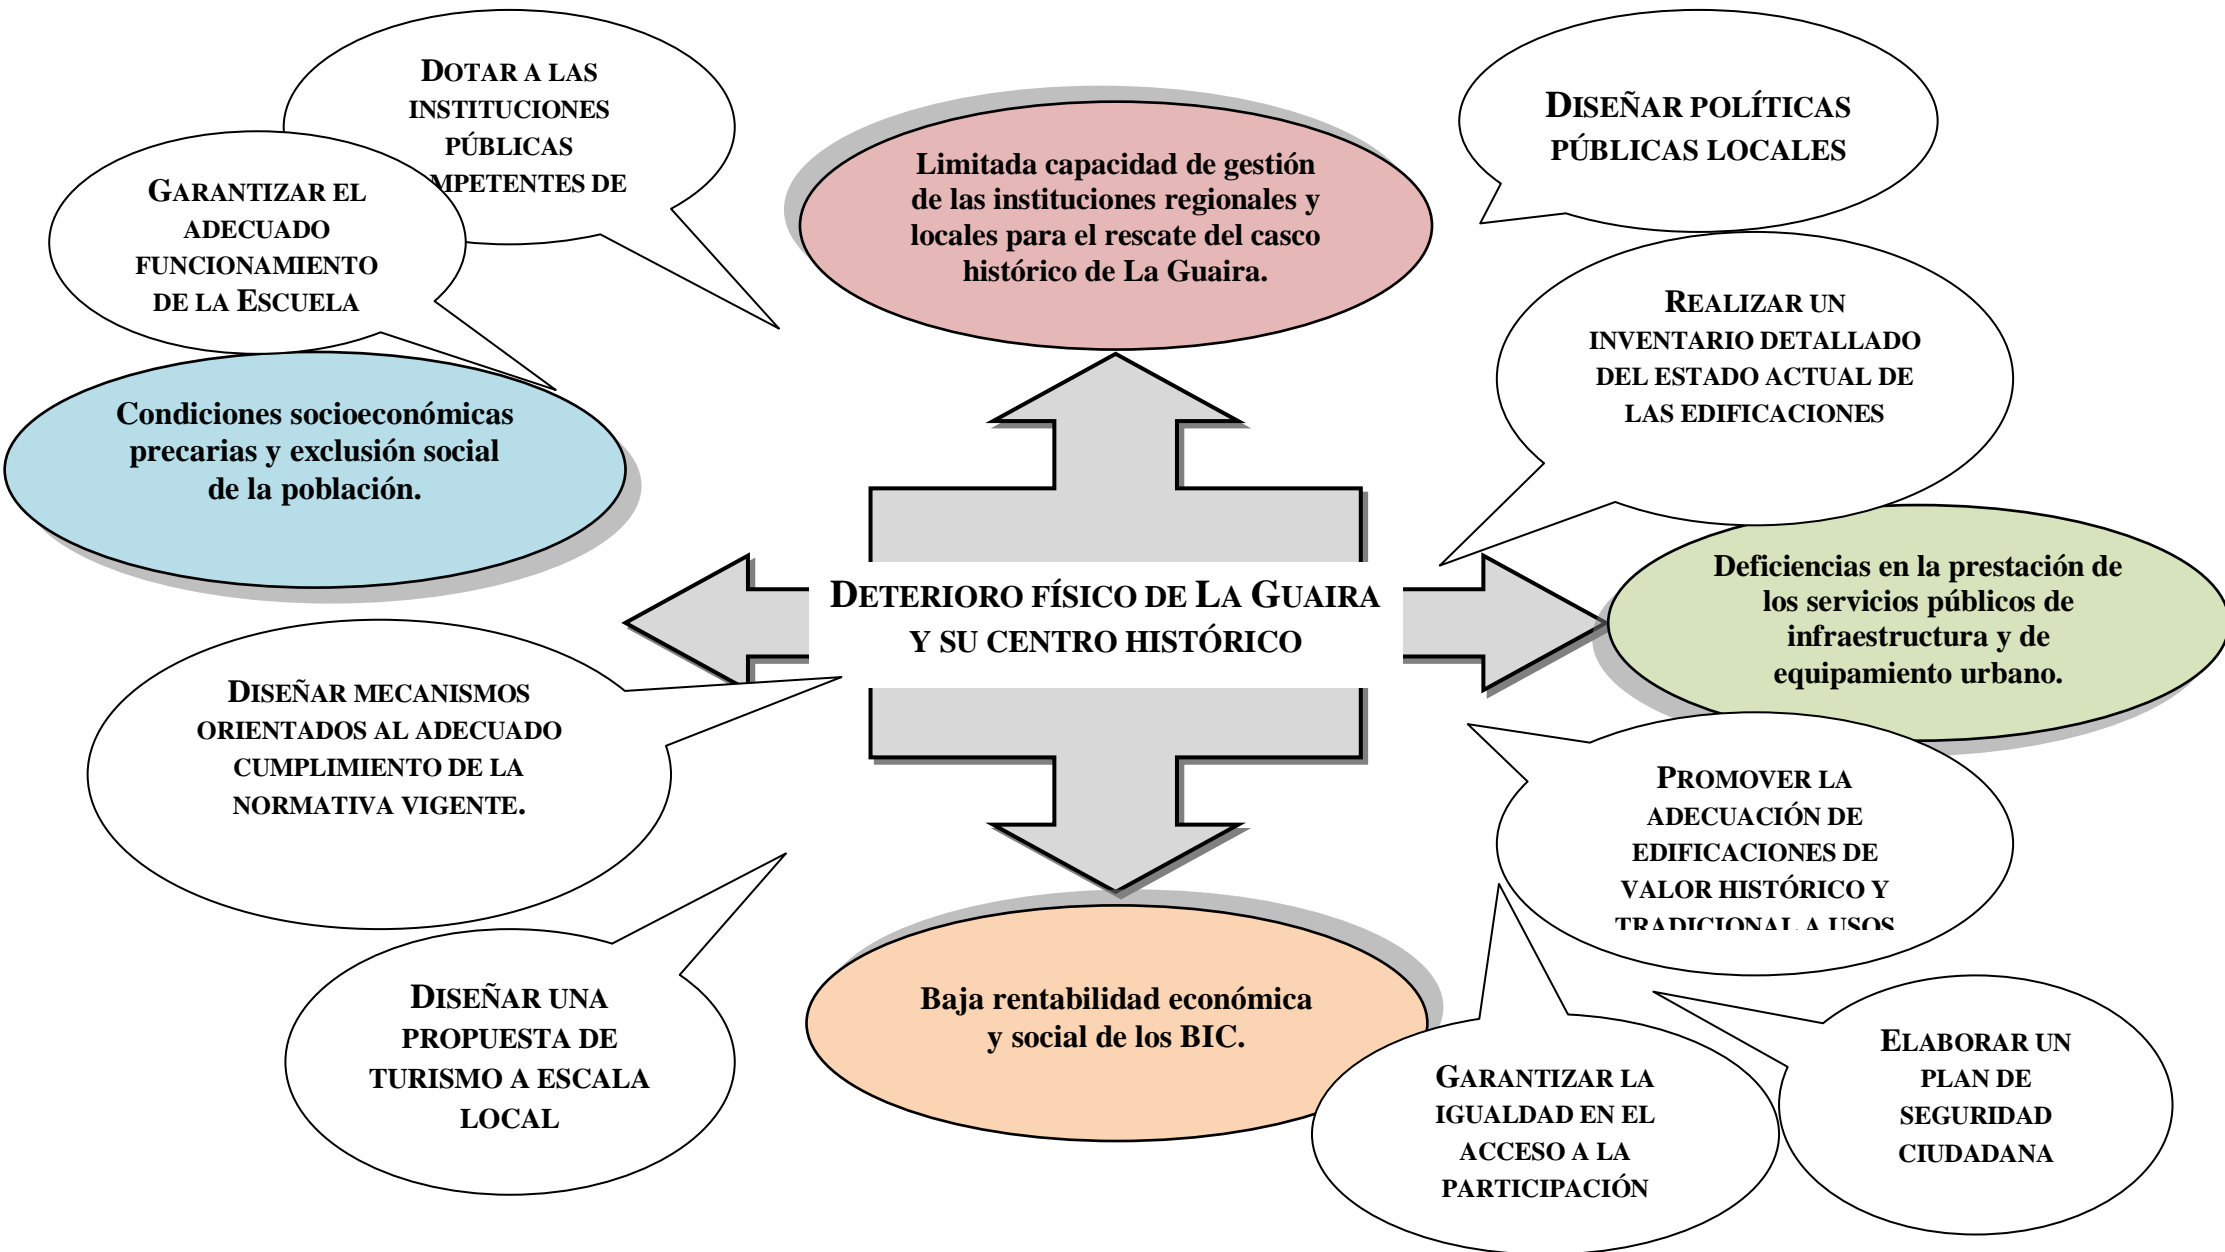 DOTAR A LAS
INSTITUCIONES
PÚBLICAS
MPETENTES DE
GARANTIZAR EL
ADECUADO
FUNCIONAMIENTO
DE LA ESCUELA
Limitada capacidad de gestión
de las instituciones regionales y
locales para el rescate del casco
histórico de La Guaira.
DISEÑAR POLÍTICAS
PÚBLICAS LOCALES
REALIZAR UN
INVENTARIO DETALLADO
DEL ESTADO ACTUAL DE
LAS EDIFICACIONES
Condiciones socioeconómicas
precarias y exclusión social
de la población.
DETERIORO FÍSICO DE LA GUAIRA
Y SU CENTRO HISTÓRICO
Deficiencias en la prestación de
los servicios públicos de
infraestructura y de
equipamiento urbano.
DISEÑAR MECANISMOS
ORIENTADOS AL ADECUADO
CUMPLIMIENTO DE LA
NORMATIVA VIGENTE.
PROMOVER LA
ADECUACIÓN DE
EDIFICACIONES DE
VALOR HISTÓRICO Y
TRADICIONAL A USOS
DISEÑAR UNA
PROPUESTA DE
TURISMO A ESCALA
LOCAL
Baja rentabilidad económica
y social de los BIC.
GARANTIZAR LA
IGUALDAD EN EL
ACCESO A LA
PARTICIPACIÓN
ELABORAR UN
PLAN DE
SEGURIDAD
CIUDADANA